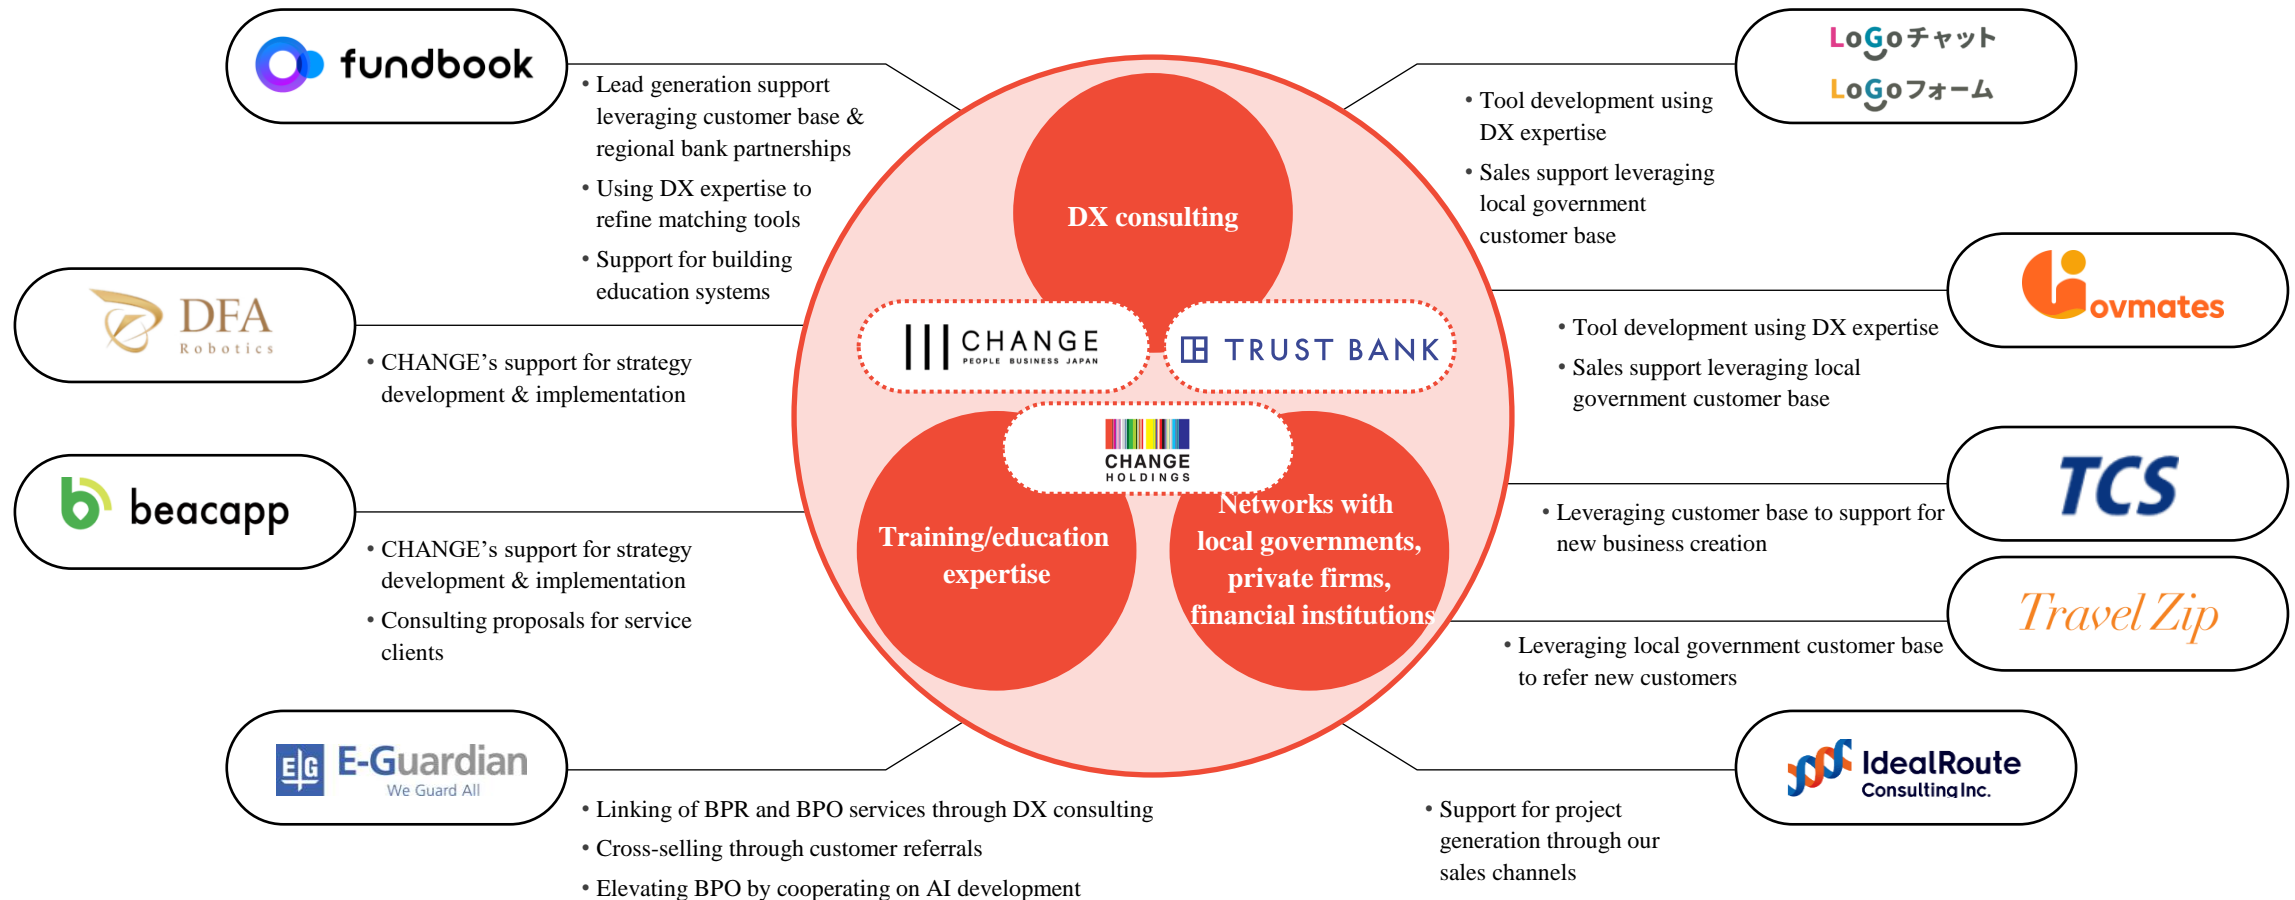 fundbook
• Lead generation support
leveraging customer base &
regional bank partnerships
• Using DX expertise to
refine matching tools
• Support for building
education systems
DFA
Robotics
• CHANGE’s support for strategy
development & implementation
beacapp
• CHANGE’s support for strategy
development & implementation
• Consulting proposals for service
clients
EG
E-Guardian
We Guard All
• Linking of BPR and BPO services through DX consulting
• Cross-selling through customer referrals
• Elevating BPO by cooperating on AI development
DX consulting
CHANGE
PEOPLE BUSINESS JAPAN
TRUST BANK
CHANGE
HOLDINGS
Training/education
expertise
Networks with
local governments,
private firms,
financial institutions
LoGoチャット
LoGoフォーム
• Tool development using
DX expertise
• Sales support leveraging
local government
customer base
Govmates
• Tool development using DX expertise
• Sales support leveraging local
government customer base
TCS
• Leveraging customer base to support for
new business creation
Travel Zip
• Leveraging local government customer base
to refer new customers
IdealRoute
Consulting Inc.
• Support for project
generation through our
sales channels